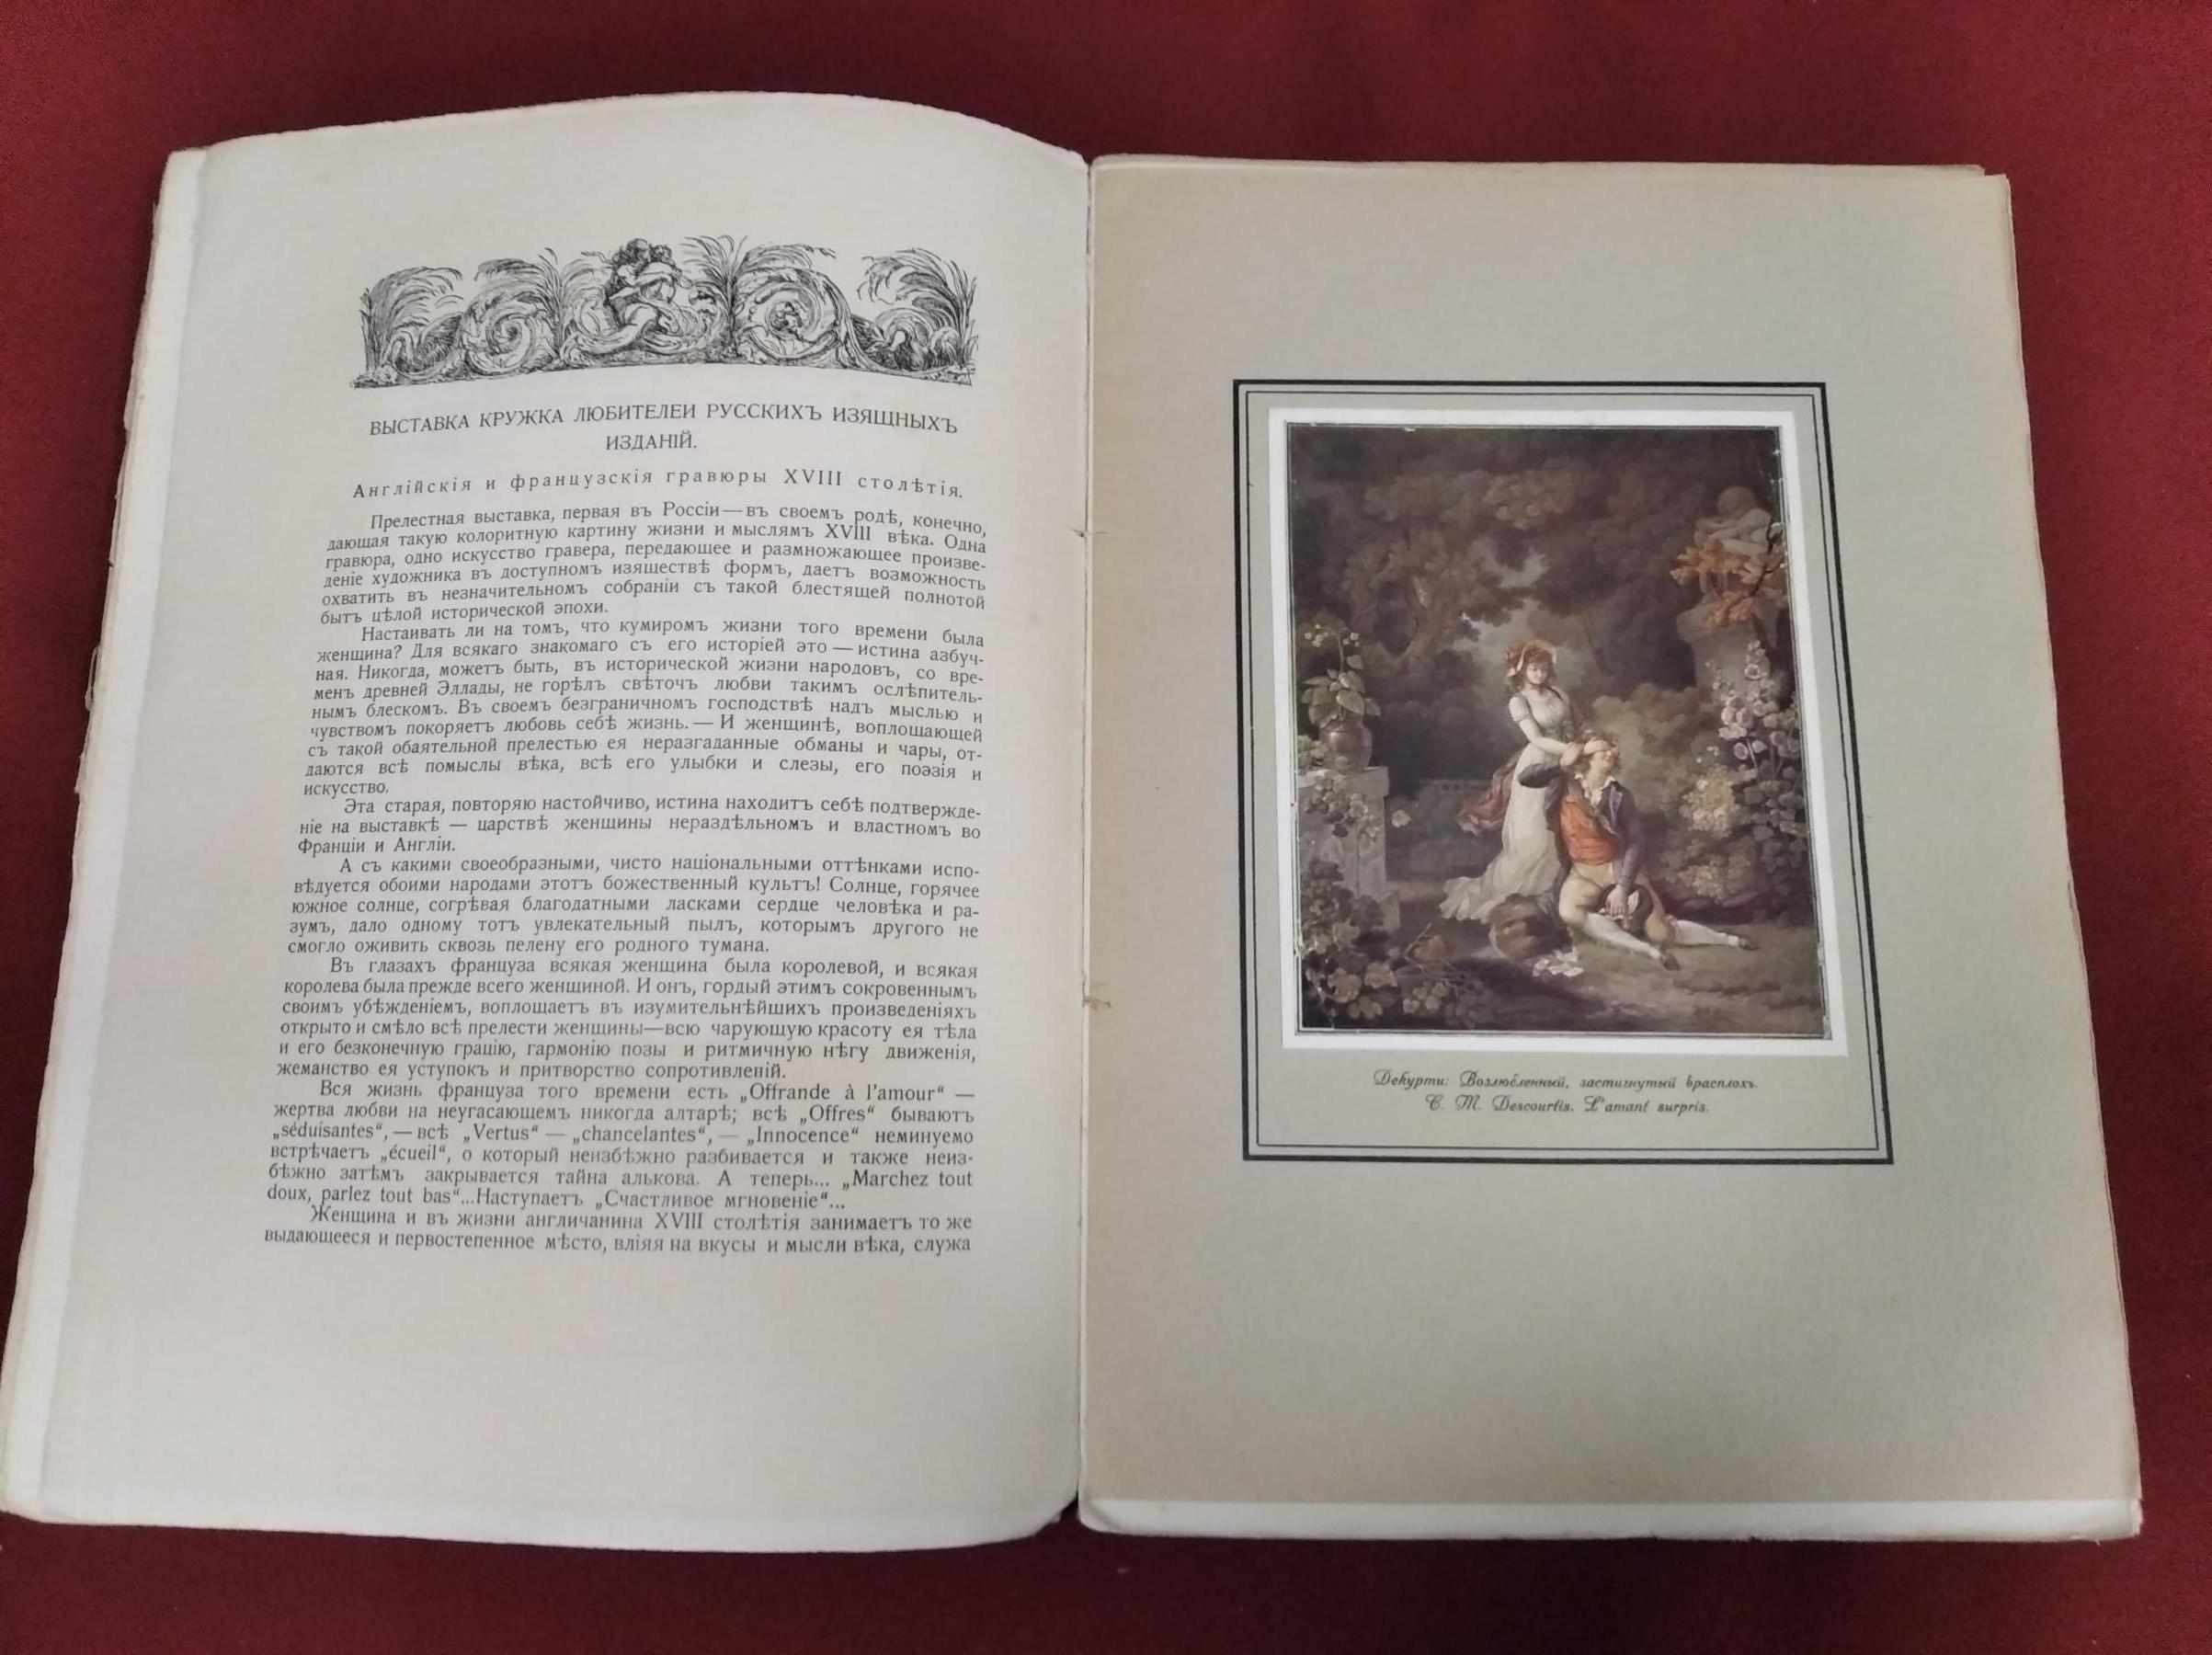 ВЫСТАВКА КРУЖКА ЛЮБИТЕЛЕЙ РУССКИХЪ ИЗЯЩНЫХЪ
ИЗДАНІЙ.
Англійскія и французскія гравюры XVIII столѣтія.
Прелестная выставка, первая въ Россіи — въ своемъ родѣ, конечно,
дающая такую колоритную картину жизни и мыслямъ XVIII вѣка. Одна
гравюра, одно искусство гравера, передающее и размножающее произве-
деніе художника въ доступномъ изяществѣ формъ, даетъ возможность
охватить въ незначительномъ собраніи съ такой блестящей полнотой
бытъ цѣлой исторической эпохи.
Настаивать ли на томъ, что кумиромъ жизни того времени была
женщина? Для всякаго знакомаго съ его исторіей это — истина азбуч-
ная. Никогда, можетъ быть, въ исторической жизни народовъ, со вре-
менъ древней Эллады, не горѣлъ свѣточъ любви такимъ ослѣпитель-
нымъ блескомъ. Въ своемъ безграничномъ господствѣ надъ мыслью и
чувствомъ покоряетъ любовь себѣ жизнь. — И женщинѣ, воплощающей
съ такой обаятельной прелестью ея неразгаданные обманы и чары, от-
даются всѣ помыслы вѣка, всѣ его улыбки и слезы, его поэзія и
искусство.
Эта старая, повторяю настойчиво, истина находитъ себѣ подтвержде-
ніе на выставкѣ — царствѣ женщины нераздѣльномъ и властномъ во
Франціи и Англіи.
А съ какими своеобразными, чисто національными оттѣнками испо-
вѣдуется обоими народами этотъ божественный культъ! Солнце, горячее
южное солнце, согрѣвая благодатными ласками сердце человѣка и ра-
зумъ, дало одному тотъ увлекательный пылъ, которымъ другого не
смогло оживить сквозь пелену его родного тумана.
Въ глазахъ француза всякая женщина была королевой, и всякая
королева была прежде всего женщиной. И онъ, гордый этимъ сокровеннымъ
своимъ убѣжденіемъ, воплощаетъ въ изумительнѣйшихъ произведеніяхъ
открыто и смѣло всѣ прелести женщины—всю чарующую красоту ея тѣла
и его безконечную грацію, гармонію позы и ритмичную нѣгу движенія,
жеманство ея уступокъ и притворство сопротивленій.
Вся жизнь француза того времени есть „Offrande à l'amour“ —
жертва любви на неугасающемъ никогда алтарѣ; всѣ „Offres“ бываютъ
„séduisantes“, — всѣ „Vertus“ — „chancelantes“, — „Innocence“ неминуемо
встрѣчаетъ „écueil“, о который неизбѣжно разбивается и также неиз-
бѣжно затѣмъ закрывается тайна алькова. А теперь... „Marchez tout
doux, parlez tout bas“...Наступаетъ „Счастливое мгновеніе“...
Женщина и въ жизни англичанина XVIII столѣтія занимаетъ то же
выдающееся и первостепенное мѣсто, вліяя на вкусы и мысли вѣка, служа
Декурти: Возлюбленный, застигнутый врасплохъ.
C. M. Descourtis. L'amant surpris.